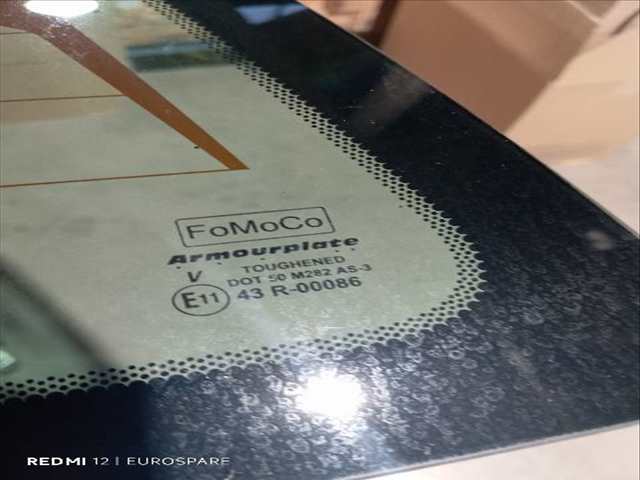 FoMoCo
Armourplate
V TOUGHENED
DOT 50 M282 AS-3
E11 43 R-00086
REDMI 12 | EUROSPARE